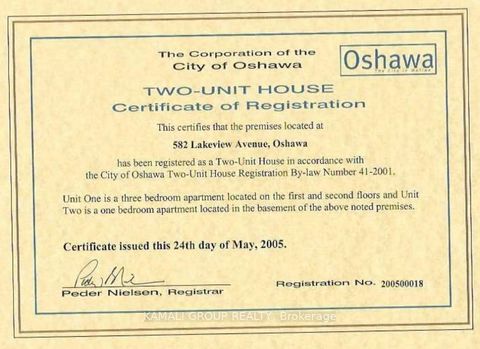 The Corporation of the
City of Oshawa
Oshawa
TWO-UNIT HOUSE
Certificate of Registration
This certifies that the premises located at
582 Lakeview Avenue, Oshawa
has been registered as a Two-Unit House in accordance with
the City of Oshawa Two-Unit House Registration By-law Number 41-2001.
Unit One is a three bedroom apartment located on the first and second floors and Unit
Two is a one bedroom apartment located in the basement of the above noted premises.
Certificate issued this 24th day of May, 2005.
Peder Nielsen, Registrar
Registration No. 200500018
KAMALI GROUP REALTY, Brokerage